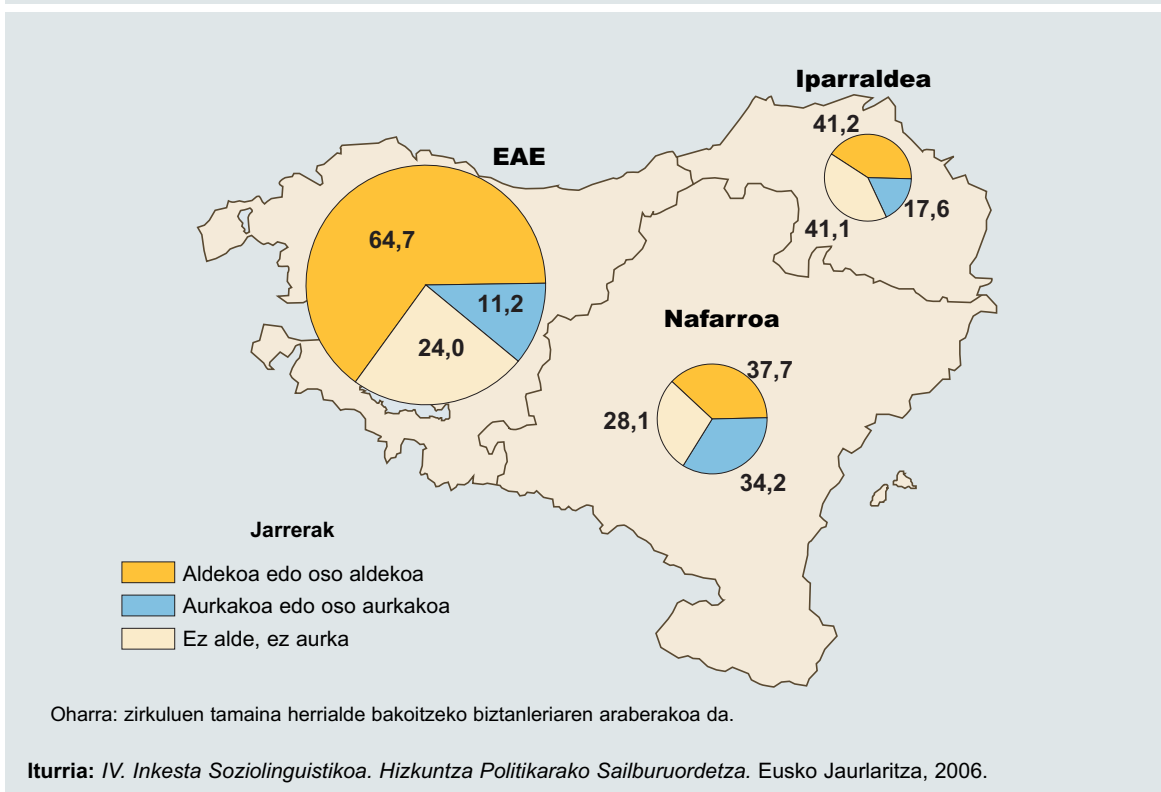 Iparraldea
41,2
17,6
41,1
EAE
64,7
11,2
24,0
Nafarroa
37,7
28,1
34,2
Jarrerak
Aldekoa edo oso aldekoa
Aurkakoa edo oso aurkakoa
Ez alde, ez aurka
Oharra: zirkuluen tamaina herrialde bakoitzeko biztanleriaren araberakoa da.
Iturria: IV. Inkesta Soziolinguistikoa. Hizkuntza Politikarako Sailburuordetza. Eusko Jaurlaritza, 2006.